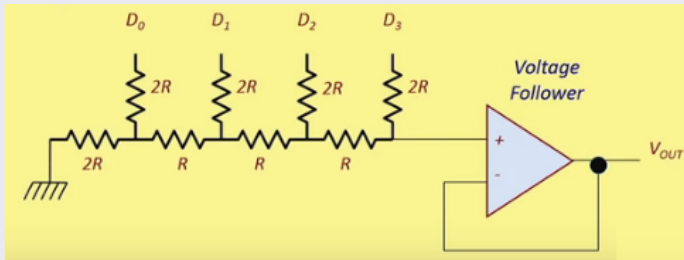 D0 D1 D2 D3
2R 2R 2R 2R
Voltage
Follower
+
-
VOUT
2R R R R